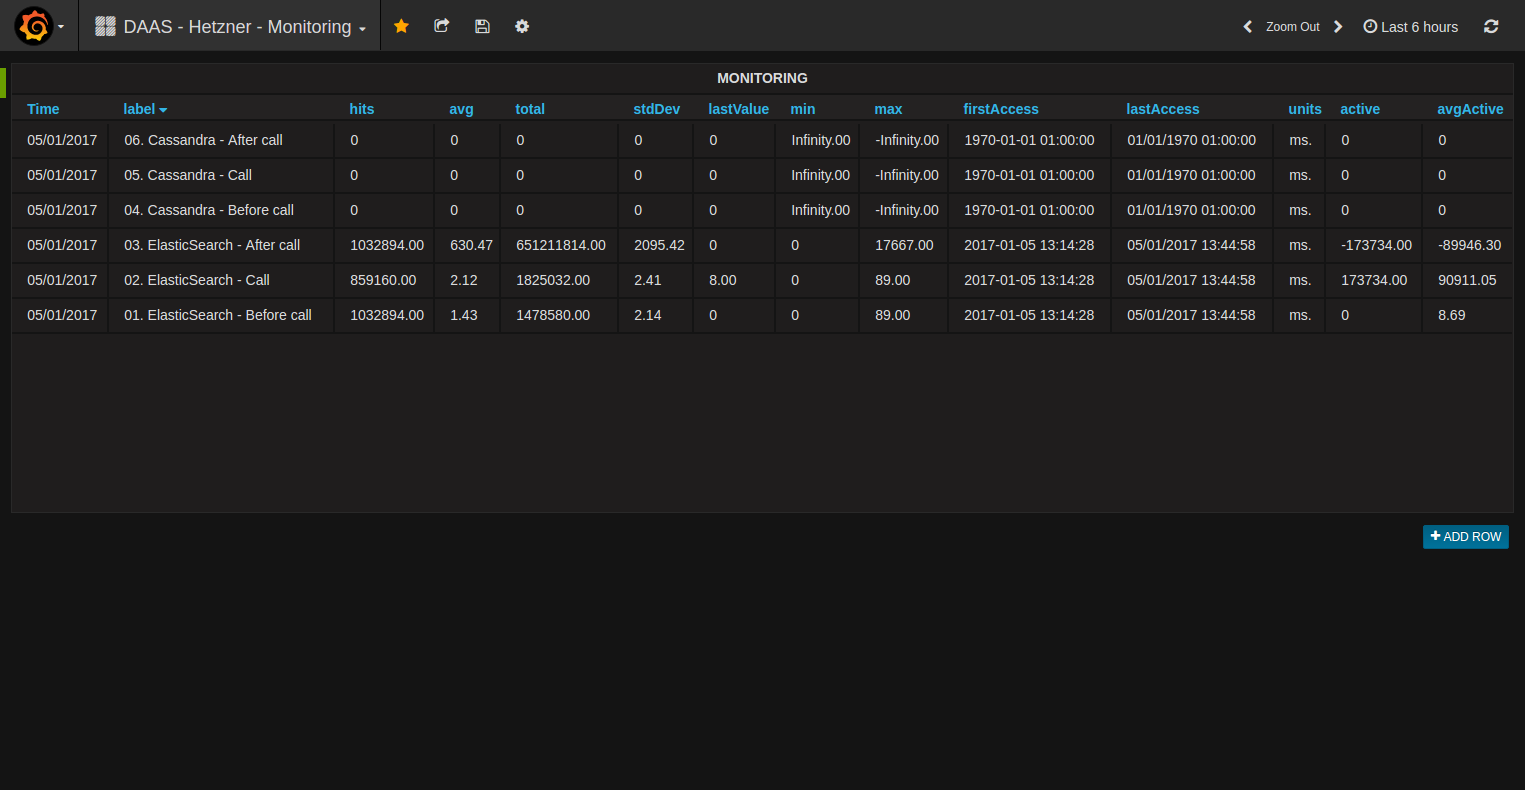 DAAS - Hetzner - Monitoring Zoom Out Last 6 hours
MONITORING
Time label hits avg total stdDev lastValue min max firstAccess lastAccess units active avgActive
05/01/2017 06. Cassandra - After call 0 0 0 0 0 Infinity.00 -Infinity.00 1970-01-01 01:00:00 01/01/1970 01:00:00 ms. 0 0
05/01/2017 05. Cassandra - Call 0 0 0 0 0 Infinity.00 -Infinity.00 1970-01-01 01:00:00 01/01/1970 01:00:00 ms. 0 0
05/01/2017 04. Cassandra - Before call 0 0 0 0 0 Infinity.00 -Infinity.00 1970-01-01 01:00:00 01/01/1970 01:00:00 ms. 0 0
05/01/2017 03. ElasticSearch - After call 1032894.00 630.47 651211814.00 2095.42 0 0 17667.00 2017-01-05 13:14:28 05/01/2017 13:44:58 ms. -173734.00 -89946.30
05/01/2017 02. ElasticSearch - Call 859160.00 2.12 1825032.00 2.41 8.00 0 89.00 2017-01-05 13:14:28 05/01/2017 13:44:58 ms. 173734.00 90911.05
05/01/2017 01. ElasticSearch - Before call 1032894.00 1.43 1478580.00 2.14 0 0 89.00 2017-01-05 13:14:28 05/01/2017 13:44:58 ms. 0 8.69
ADD ROW